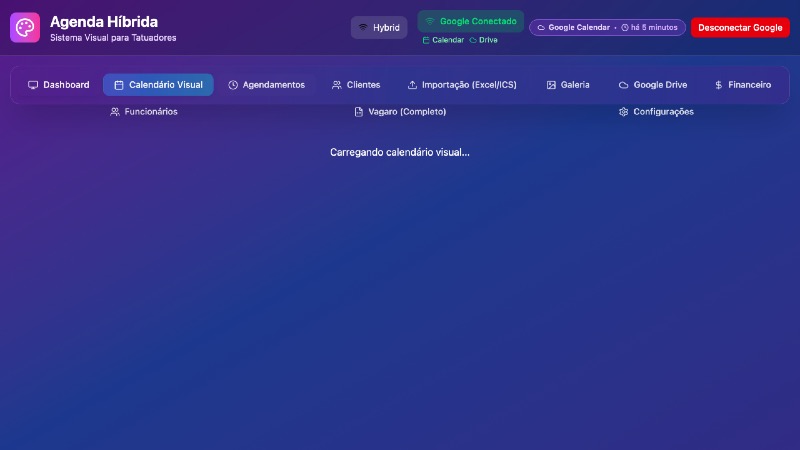 Agenda Híbrida
Sistema Visual para Tatuadores
Hybrid
Google Conectado
Calendar Drive
Google Calendar • há 5 minutos
Desconectar Google
Dashboard
Calendário Visual
Agendamentos
Clientes
Importação (Excel/ICS)
Galeria
Google Drive
Financeiro
Funcionários
Vagaro (Completo)
Configurações
Carregando calendário visual...